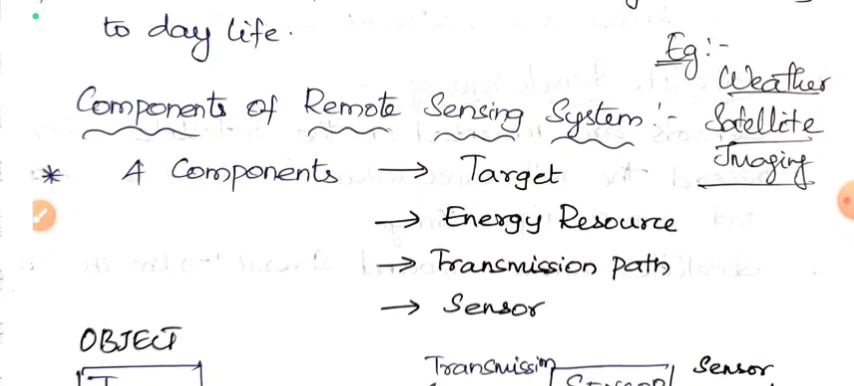 to day life.
Eg:-
Weather
Satellite
Imaging
Components of Remote Sensing System:-
* 4 Components → Target
→ Energy Resource
→ Transmission path
→ Sensor
OBJECT
Transmission
Sensor